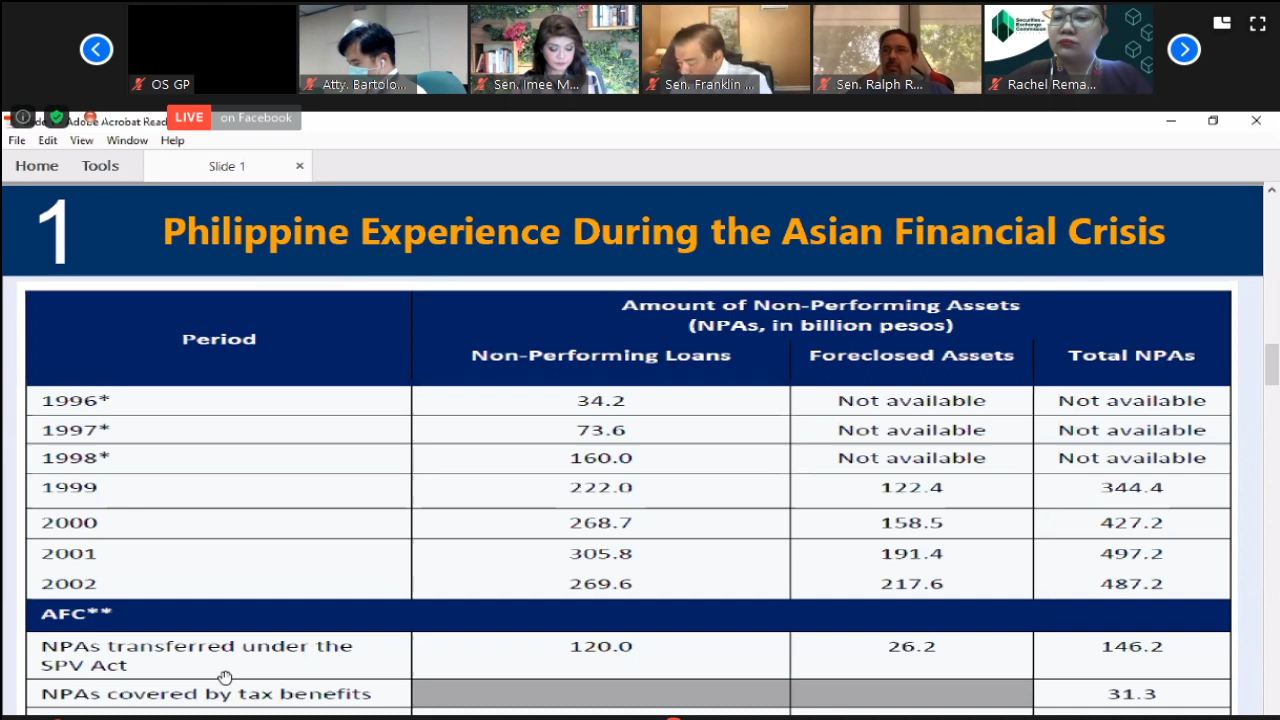 OS GP
Atty. Bartolo...
Sen. Imee M...
Sen. Franklin ...
Sen. Ralph R...
Securities and Exchange Commission
Rachel Rema...
Adobe Acrobat Read
LIVE on Facebook
File Edit View Window Help
Home Tools Slide 1 ×
1 Philippine Experience During the Asian Financial Crisis
Period
Amount of Non-Performing Assets
(NPAs, in billion pesos)
Non-Performing Loans Foreclosed Assets Total NPAs
1996* 34.2 Not available Not available
1997* 73.6 Not available Not available
1998* 160.0 Not available Not available
1999 222.0 122.4 344.4
2000 268.7 158.5 427.2
2001 305.8 191.4 497.2
2002 269.6 217.6 487.2
AFC**
NPAs transferred under the
SPV Act 120.0 26.2 146.2
NPAs covered by tax benefits 31.3